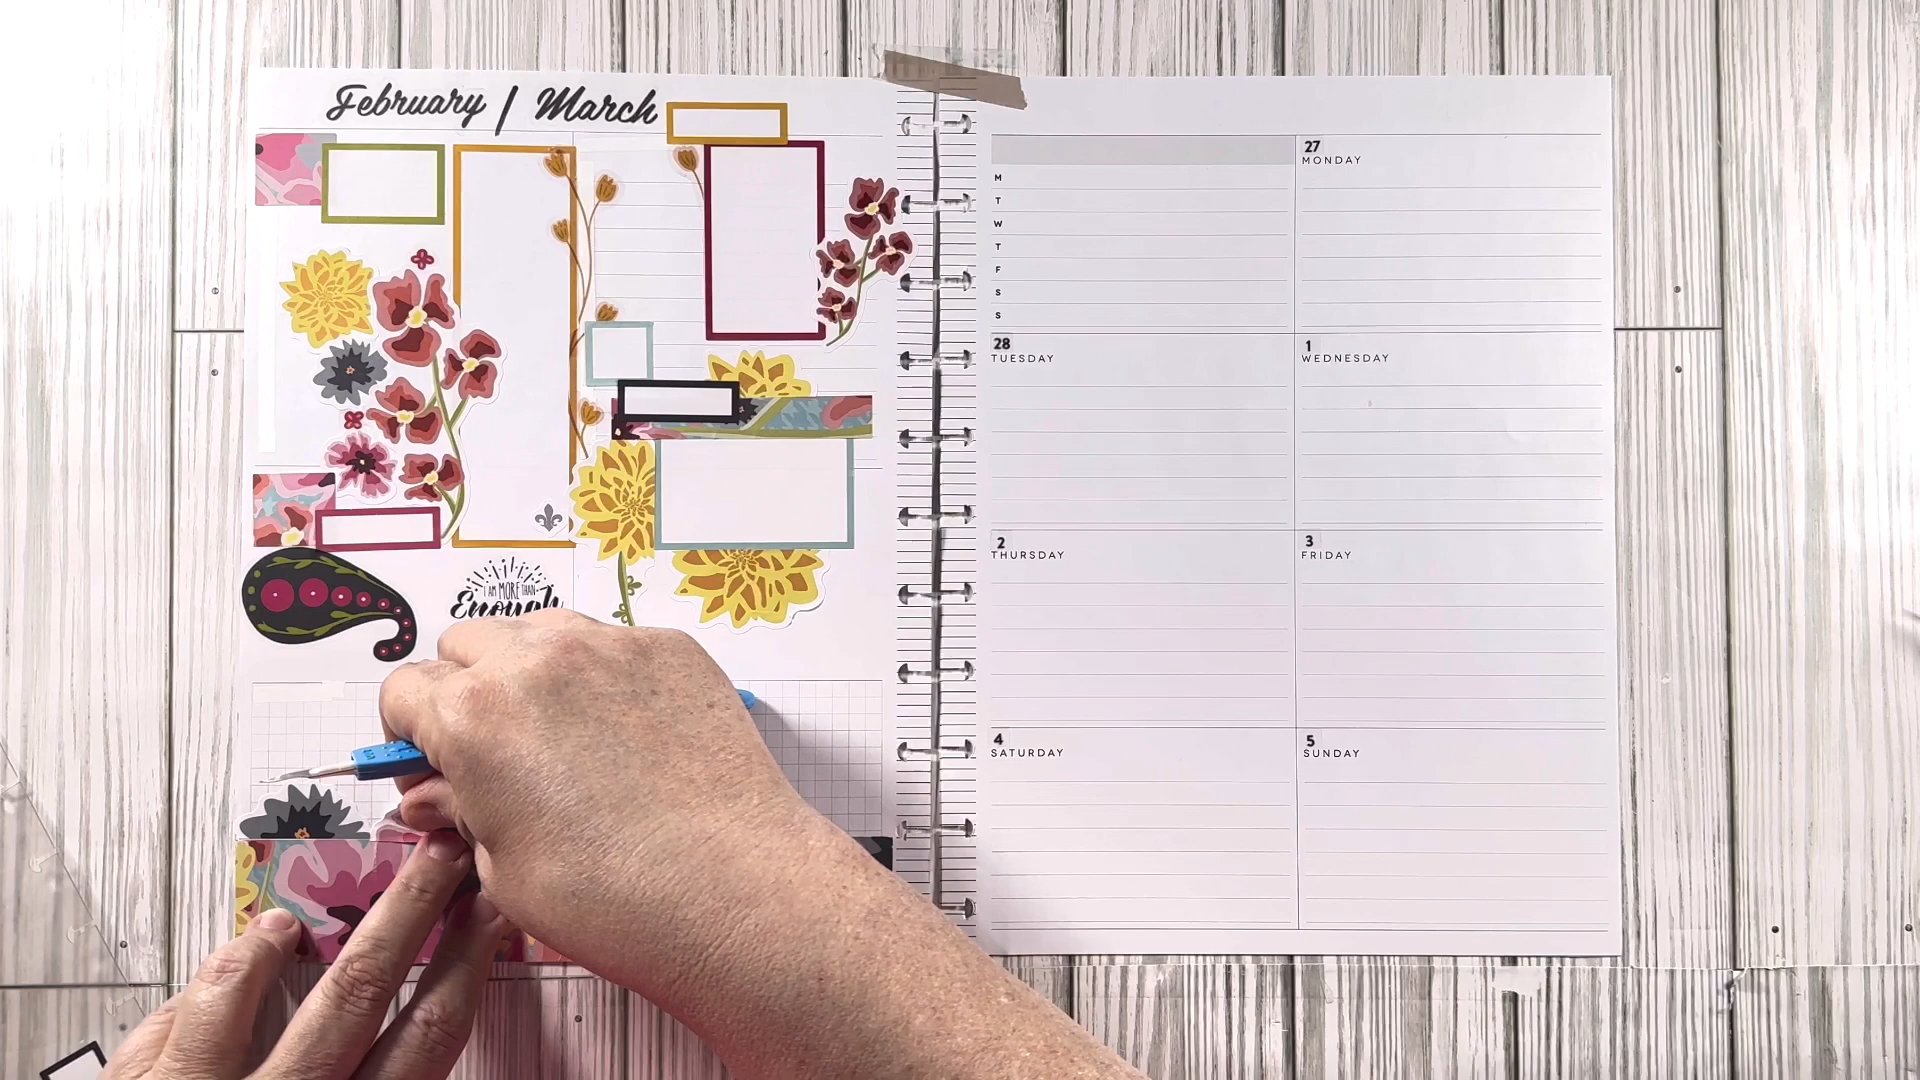 February / March
I AM MORE THAN
Enough
27
MONDAY
M
T
W
T
F
S
S
28
TUESDAY
1
WEDNESDAY
2
THURSDAY
3
FRIDAY
4
SATURDAY
5
SUNDAY